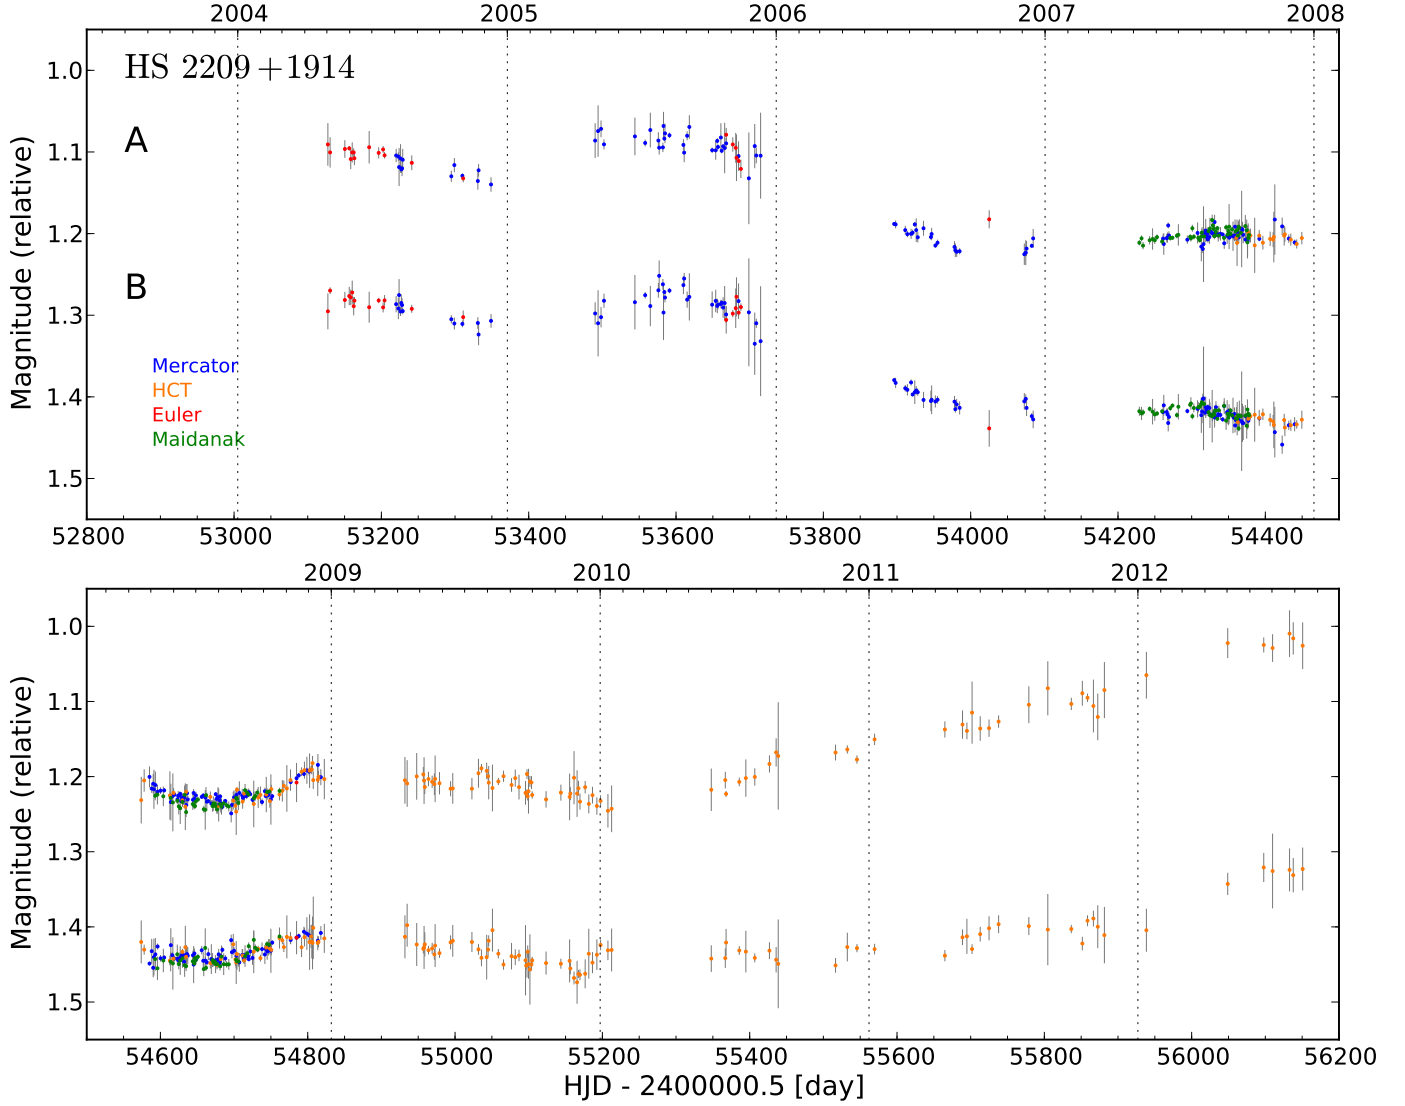 2004 2005 2006 2007 2008
HS 2209+1914
1.0
A
1.1
1.2
B
1.3
1.4
1.5
Magnitude (relative)
Mercator
HCT
Euler
Maidanak
52800 53000 53200 53400 53600 53800 54000 54200 54400
2009 2010 2011 2012
1.0
1.1
1.2
1.3
1.4
1.5
Magnitude (relative)
54600 54800 55000 55200 55400 55600 55800 56000 56200
HJD - 2400000.5 [day]